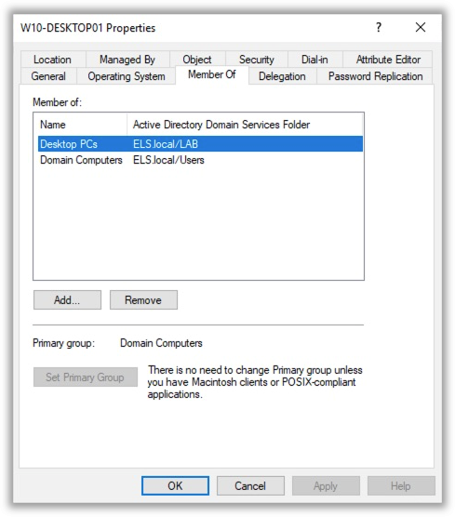 W10-DESKTOP01 Properties ? ×
Location Managed By Object Security Dial-in Attribute Editor
General Operating System Member Of Delegation Password Replication
Member of:
Name Active Directory Domain Services Folder
Desktop PCs ELS.local/LAB
Domain Computers ELS.local/Users
Add... Remove
Primary group: Domain Computers
Set Primary Group
There is no need to change Primary group unless
you have Macintosh clients or POSIX-compliant
applications.
OK Cancel Apply Help